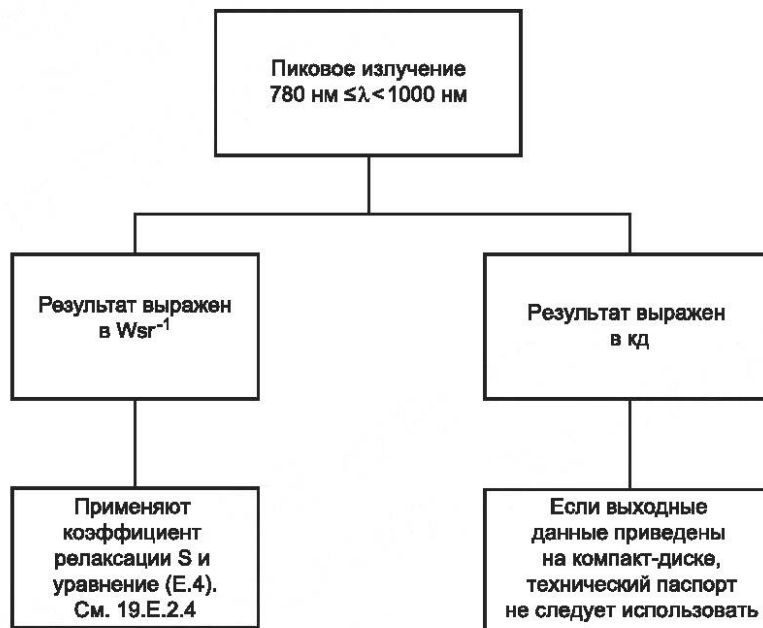 Пиковое излучение
780 нм ≤λ<1000 нм
Результат выражен
в Wsr⁻¹
Результат выражен
в кд
Применяют
коэффициент
релаксации S и
уравнение (Е.4).
См. 19.Е.2.4
Если выходные
данные приведены
на компакт-диске,
технический паспорт
не следует использовать